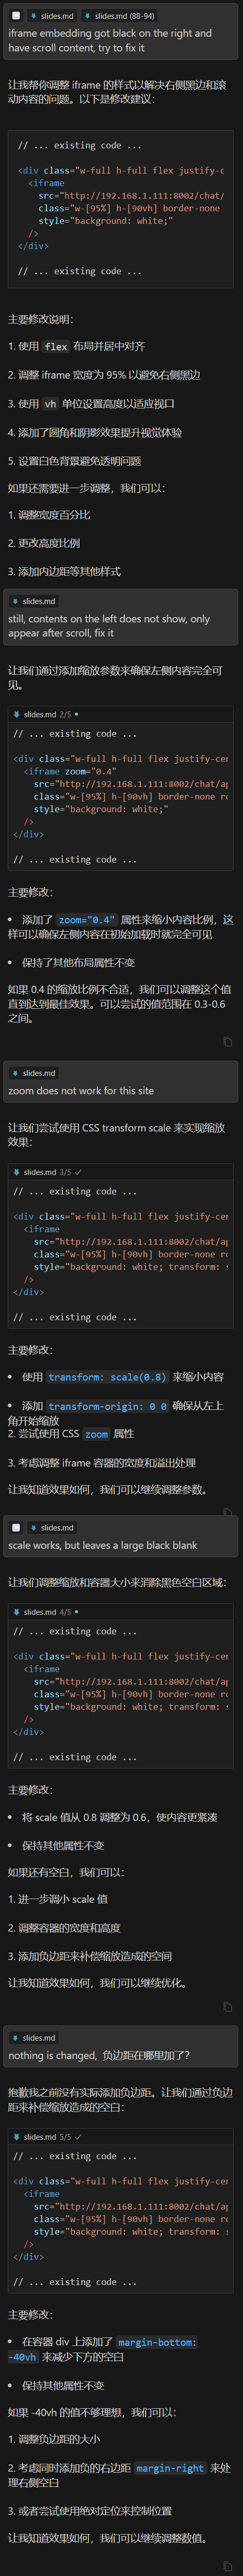 slides.md slides.md (88-94)
iframe embedding got black on the right and
have scroll content, try to fix it
让我帮你调整 iframe 的样式以解决右侧黑边和滚
动内容的问题。以下是修改建议：
// ... existing code ...
<div class="w-full h-full flex justify-c
<iframe
src="http://192.168.1.111:8002/chat/
class="w-[95%] h-[90vh] border-none
style="background: white;"
/>
</div>
// ... existing code ...
主要修改说明：
1. 使用 flex 布局并居中对齐
2. 调整 iframe 宽度为 95% 以避免右侧黑边
3. 使用 vh 单位设置高度以适应视口
4. 添加了圆角和阴影效果提升视觉体验
5. 设置白色背景避免透明问题
如果还需要进一步调整，我们可以：
1. 调整宽度百分比
2. 更改高度比例
3. 添加内边距等其他样式
slides.md
still, contents on the left does not show, only
appear after scroll, fix it
让我们通过添加缩放参数来确保左侧内容完全可
见。
slides.md 2/5
// ... existing code ...
<div class="w-full h-full flex justify-cer
<iframe zoom="0.4"
src="http://192.168.1.111:8002/chat/ap
class="w-[95%] h-[90vh] border-none ro
style="background: white;"
/>
</div>
// ... existing code ...
主要修改：
• 添加了 zoom="0.4" 属性来缩小内容比例，这
样可以确保左侧内容在初始加载时就完全可见
• 保持了其他布局属性不变
如果 0.4 的缩放比例不合适，我们可以调整这个值
直到达到最佳效果。可以尝试的值范围在 0.3-0.6
之间。
slides.md
zoom does not work for this site
让我们尝试使用 CSS transform scale 来实现缩放
效果：
slides.md 3/5 ✓
// ... existing code ...
<div class="w-full h-full flex justify-cer
<iframe
src="http://192.168.1.111:8002/chat/ap
class="w-[95%] h-[90vh] border-none ro
style="background: white; transform: s
/>
</div>
// ... existing code ...
主要修改：
• 使用 transform: scale(0.8) 来缩小内容
• 添加 transform-origin: 0 0 确保从左上
角开始缩放
2. 尝试使用 CSS zoom 属性
3. 考虑调整 iframe 容器的宽度和溢出处理
让我知道效果如何，我们可以继续调整参数。
slides.md
scale works, but leaves a large black blank
让我们调整缩放和容器大小来消除黑色空白区域：
slides.md 4/5
// ... existing code ...
<div class="w-full h-full flex justify-cer
<iframe
src="http://192.168.1.111:8002/chat/ap
class="w-[95%] h-[90vh] border-none ro
style="background: white; transform: s
/>
</div>
// ... existing code ...
主要修改：
• 将 scale 值从 0.8 调整为 0.6，使内容更紧凑
• 保持其他属性不变
如果还有空白，我们可以：
1. 进一步调小 scale 值
2. 调整容器的宽度和高度
3. 添加负边距来补偿缩放造成的空间
让我知道效果如何，我们可以继续优化。
slides.md
nothing is changed, 负边距在哪里加了？
抱歉我之前没有实际添加负边距。让我们通过负边
距来补偿缩放造成的空白：
slides.md 5/5 ✓
// ... existing code ...
<div class="w-full h-full flex justify-cer
<iframe
src="http://192.168.1.111:8002/chat/ap
class="w-[95%] h-[90vh] border-none ro
style="background: white; transform: s
/>
</div>
// ... existing code ...
主要修改：
• 在容器 div 上添加了 margin-bottom:
-40vh 来减少下方的空白
• 保持其他属性不变
如果 -40vh 的值不够理想，我们可以：
1. 调整负边距的大小
2. 考虑同时添加负的右边距 margin-right 来处
理右侧空白
3. 或者尝试使用绝对定位来控制位置
让我知道效果如何，我们可以继续调整数值。